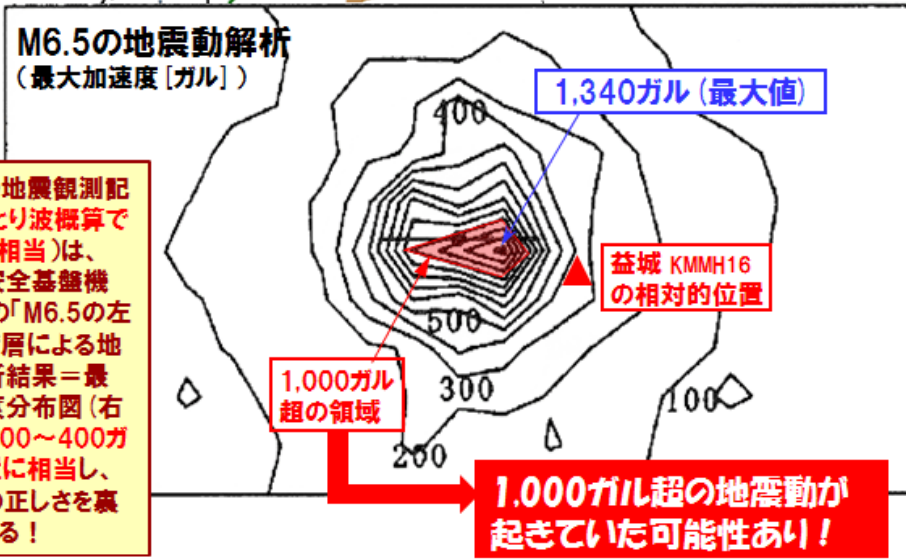 M6.5の地震動解析
（最大加速度［ガル］）
1,340ガル（最大値）
400
地震観測記
とり波概算で
相当）は、
安全基盤機
の「M6.5の左
断層による地
析結果＝最
度分布図（右
00～400ガ
置に相当し、
の正しさを裏
る！
益城 KMMH16
の相対的位置
500
1,000ガル
超の領域
300
100
200
1,000ガル超の地震動が
起きていた可能性あり！